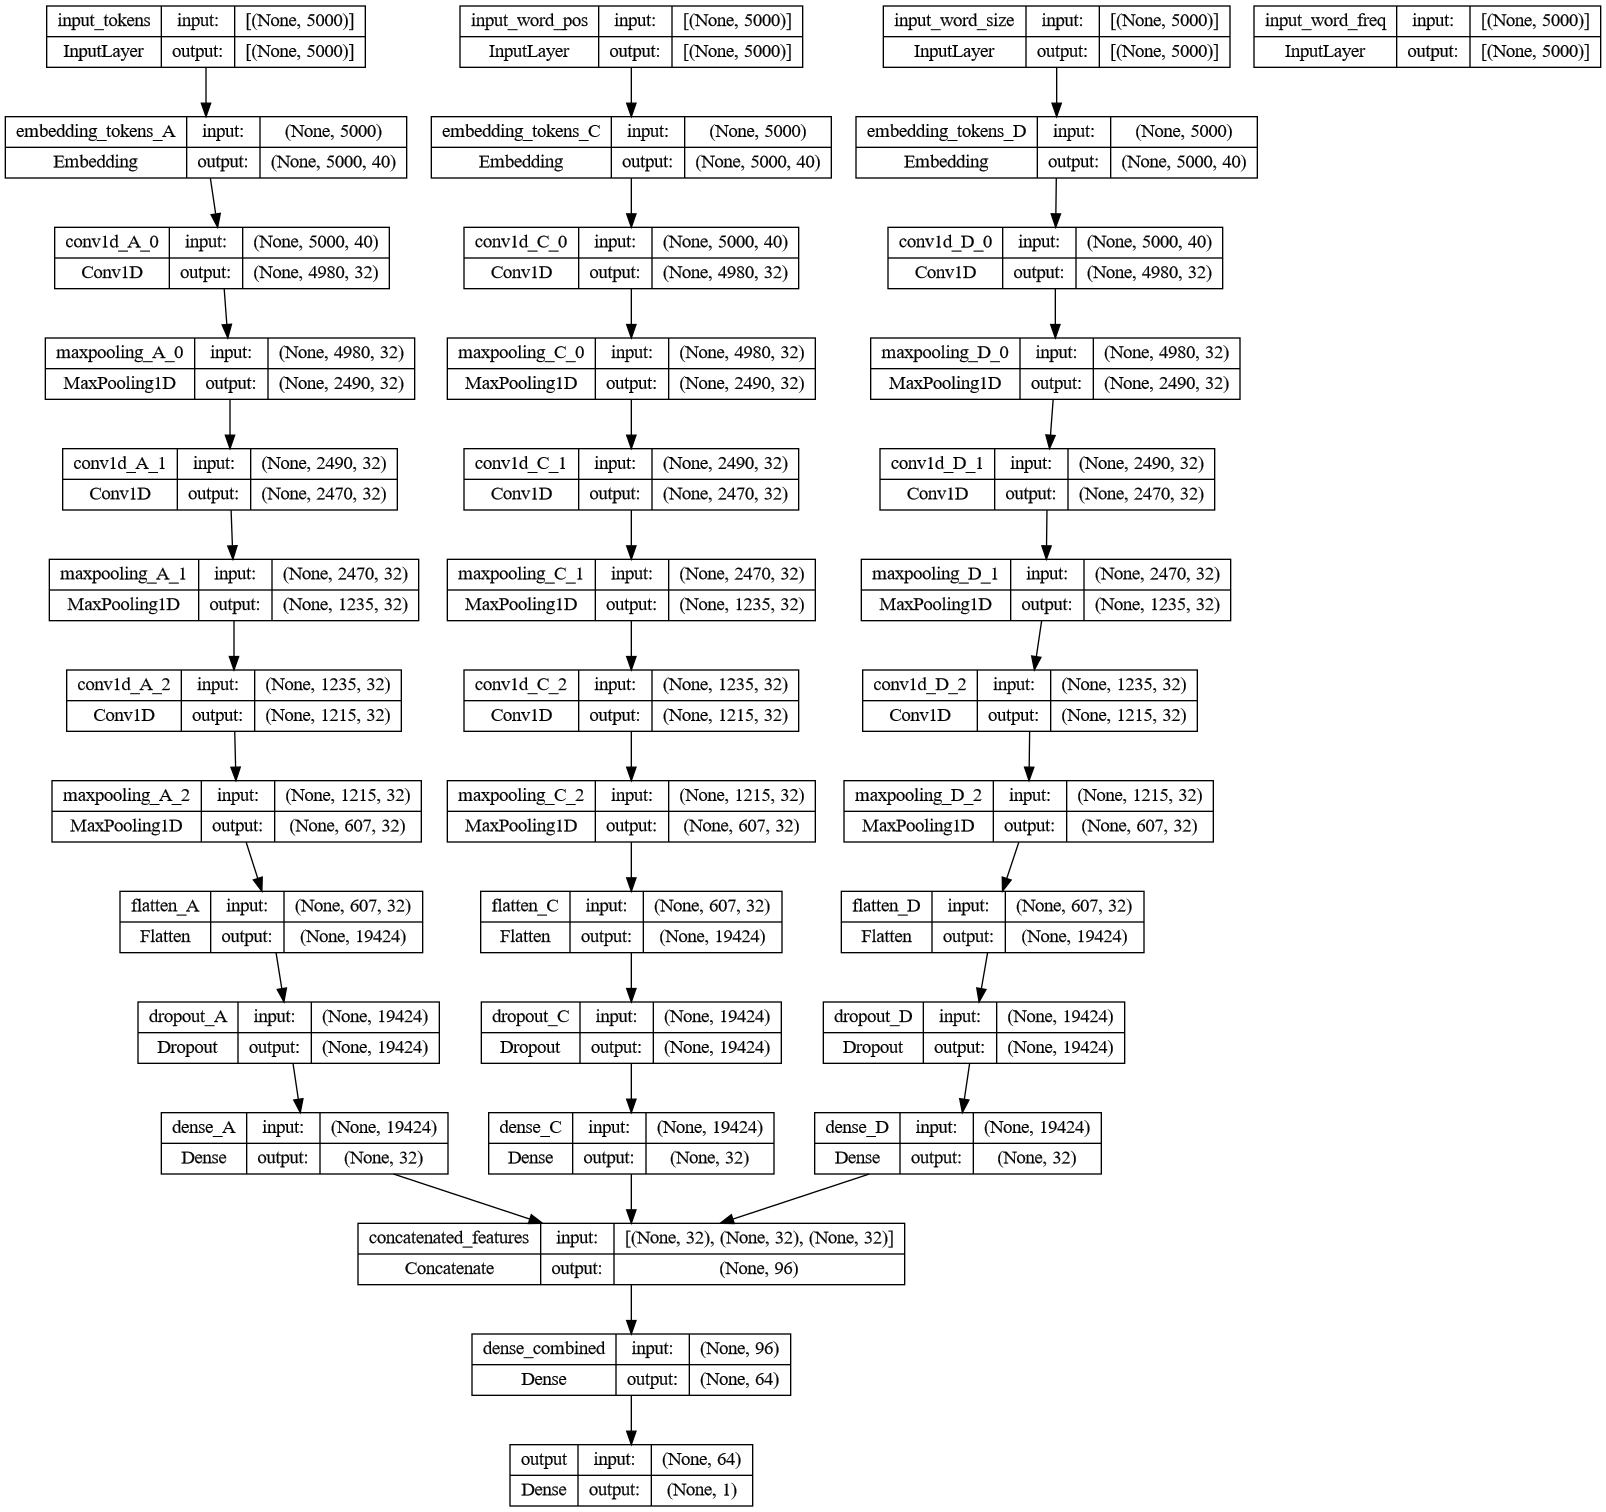 input_tokens input: [(None, 5000)] input_word_pos input: [(None, 5000)] input_word_size input: [(None, 5000)] input_word_freq input: [(None, 5000)]
InputLayer output: [(None, 5000)] InputLayer output: [(None, 5000)] InputLayer output: [(None, 5000)] InputLayer output: [(None, 5000)]
embedding_tokens_A input: (None, 5000) embedding_tokens_C input: (None, 5000) embedding_tokens_D input: (None, 5000)
Embedding output: (None, 5000, 40) Embedding output: (None, 5000, 40) Embedding output: (None, 5000, 40)
conv1d_A_0 input: (None, 5000, 40) conv1d_C_0 input: (None, 5000, 40) conv1d_D_0 input: (None, 5000, 40)
Conv1D output: (None, 4980, 32) Conv1D output: (None, 4980, 32) Conv1D output: (None, 4980, 32)
maxpooling_A_0 input: (None, 4980, 32) maxpooling_C_0 input: (None, 4980, 32) maxpooling_D_0 input: (None, 4980, 32)
MaxPooling1D output: (None, 2490, 32) MaxPooling1D output: (None, 2490, 32) MaxPooling1D output: (None, 2490, 32)
conv1d_A_1 input: (None, 2490, 32) conv1d_C_1 input: (None, 2490, 32) conv1d_D_1 input: (None, 2490, 32)
Conv1D output: (None, 2470, 32) Conv1D output: (None, 2470, 32) Conv1D output: (None, 2470, 32)
maxpooling_A_1 input: (None, 2470, 32) maxpooling_C_1 input: (None, 2470, 32) maxpooling_D_1 input: (None, 2470, 32)
MaxPooling1D output: (None, 1235, 32) MaxPooling1D output: (None, 1235, 32) MaxPooling1D output: (None, 1235, 32)
conv1d_A_2 input: (None, 1235, 32) conv1d_C_2 input: (None, 1235, 32) conv1d_D_2 input: (None, 1235, 32)
Conv1D output: (None, 1215, 32) Conv1D output: (None, 1215, 32) Conv1D output: (None, 1215, 32)
maxpooling_A_2 input: (None, 1215, 32) maxpooling_C_2 input: (None, 1215, 32) maxpooling_D_2 input: (None, 1215, 32)
MaxPooling1D output: (None, 607, 32) MaxPooling1D output: (None, 607, 32) MaxPooling1D output: (None, 607, 32)
flatten_A input: (None, 607, 32) flatten_C input: (None, 607, 32) flatten_D input: (None, 607, 32)
Flatten output: (None, 19424) Flatten output: (None, 19424) Flatten output: (None, 19424)
dropout_A input: (None, 19424) dropout_C input: (None, 19424) dropout_D input: (None, 19424)
Dropout output: (None, 19424) Dropout output: (None, 19424) Dropout output: (None, 19424)
dense_A input: (None, 19424) dense_C input: (None, 19424) dense_D input: (None, 19424)
Dense output: (None, 32) Dense output: (None, 32) Dense output: (None, 32)
concatenated_features input: [(None, 32), (None, 32), (None, 32)]
Concatenate output: (None, 96)
dense_combined input: (None, 96)
Dense output: (None, 64)
output input: (None, 64)
Dense output: (None, 1)